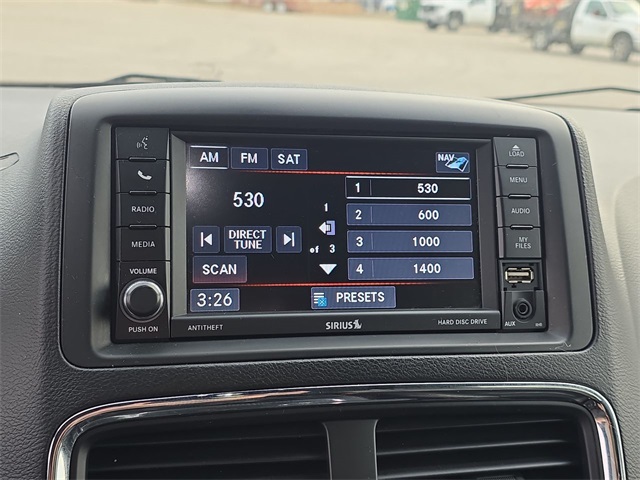 LOAD
AM FM SAT NAV
MENU
1 530
530
RADIO
1
2 600
AUDIO
DIRECT TUNE
of 3
3 1000
MEDIA
MY FILES
SCAN
4 1400
VOLUME
3:26
PRESETS
PUSH ON
ANTITHEFT
SIRIUS
HARD DISC DRIVE
AUX